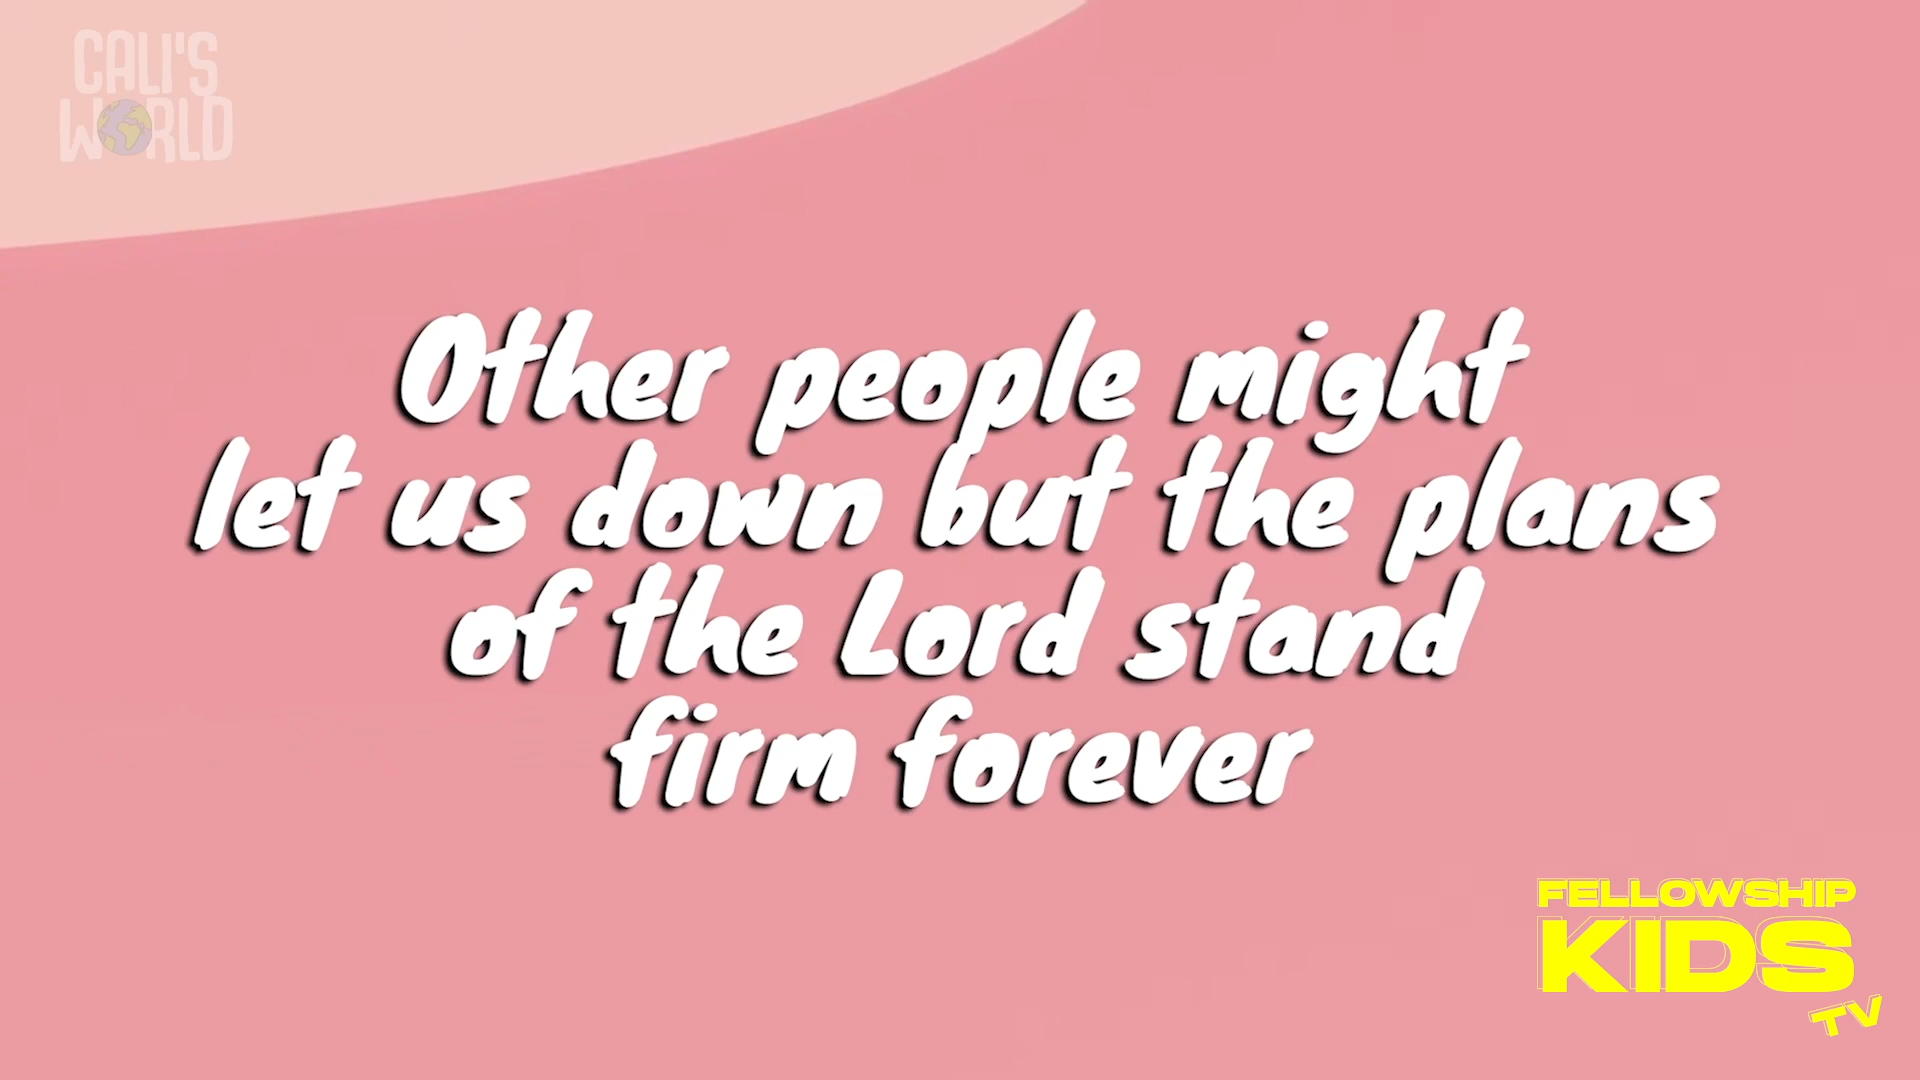 CALI'S
WORLD
Other people might
let us down but the plans
of the Lord stand
firm forever
FELLOWSHIP
KIDS
TV